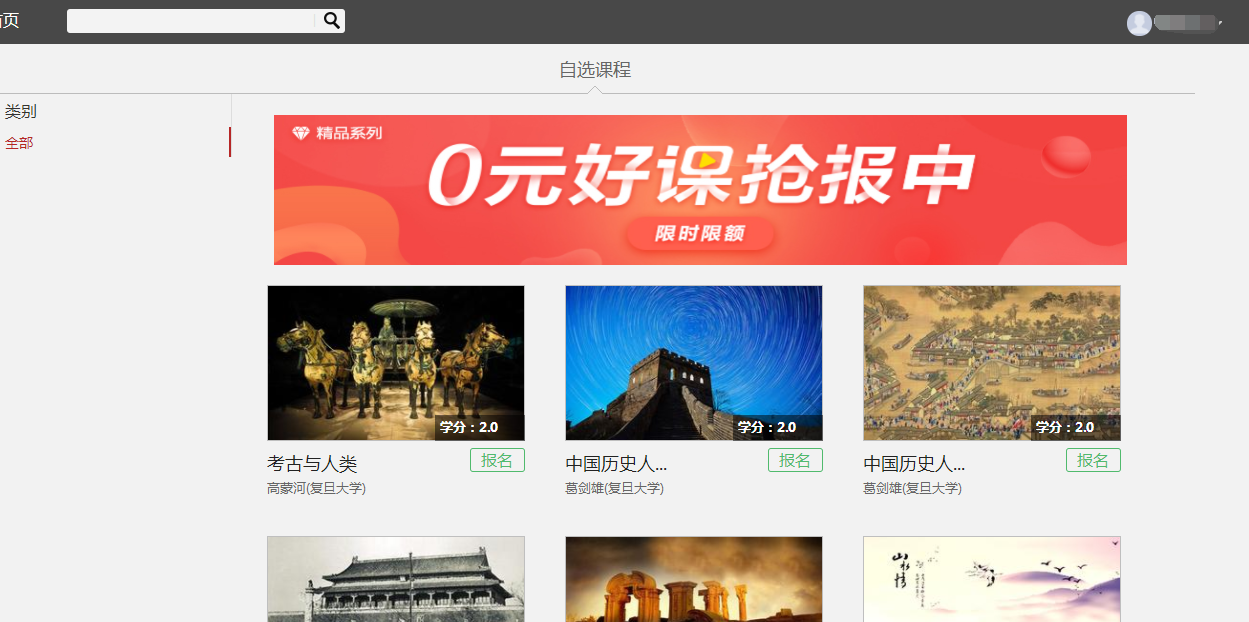 页
自选课程
类别
全部
精品系列
0元好课抢报中
限时限额
学分：2.0
学分：2.0
学分：2.0
考古与人类
报名
中国历史人...
报名
中国历史人...
报名
高蒙河(复旦大学)
葛剑雄(复旦大学)
葛剑雄(复旦大学)
山水情